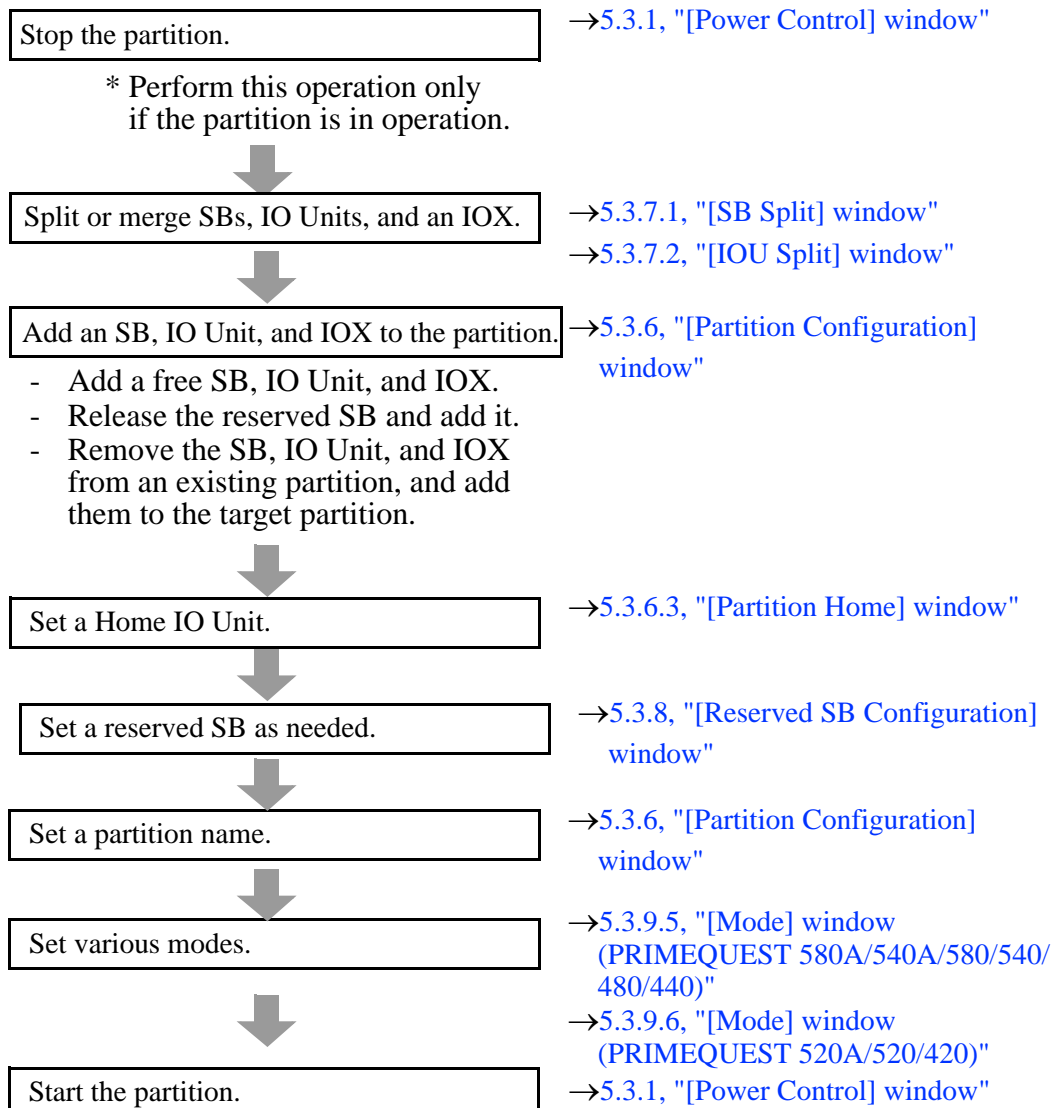 Stop the partition.
→5.3.1, "[Power Control] window"
* Perform this operation only
if the partition is in operation.
Split or merge SBs, IO Units, and an IOX.
→5.3.7.1, "[SB Split] window"
→5.3.7.2, "[IOU Split] window"
Add an SB, IO Unit, and IOX to the partition.
→5.3.6, "[Partition Configuration]
window"
- Add a free SB, IO Unit, and IOX.
- Release the reserved SB and add it.
- Remove the SB, IO Unit, and IOX
from an existing partition, and add
them to the target partition.
Set a Home IO Unit.
→5.3.6.3, "[Partition Home] window"
Set a reserved SB as needed.
→5.3.8, "[Reserved SB Configuration]
window"
Set a partition name.
→5.3.6, "[Partition Configuration]
window"
Set various modes.
→5.3.9.5, "[Mode] window
(PRIMEQUEST 580A/540A/580/540/
480/440)"
→5.3.9.6, "[Mode] window
(PRIMEQUEST 520A/520/420)"
Start the partition.
→5.3.1, "[Power Control] window"